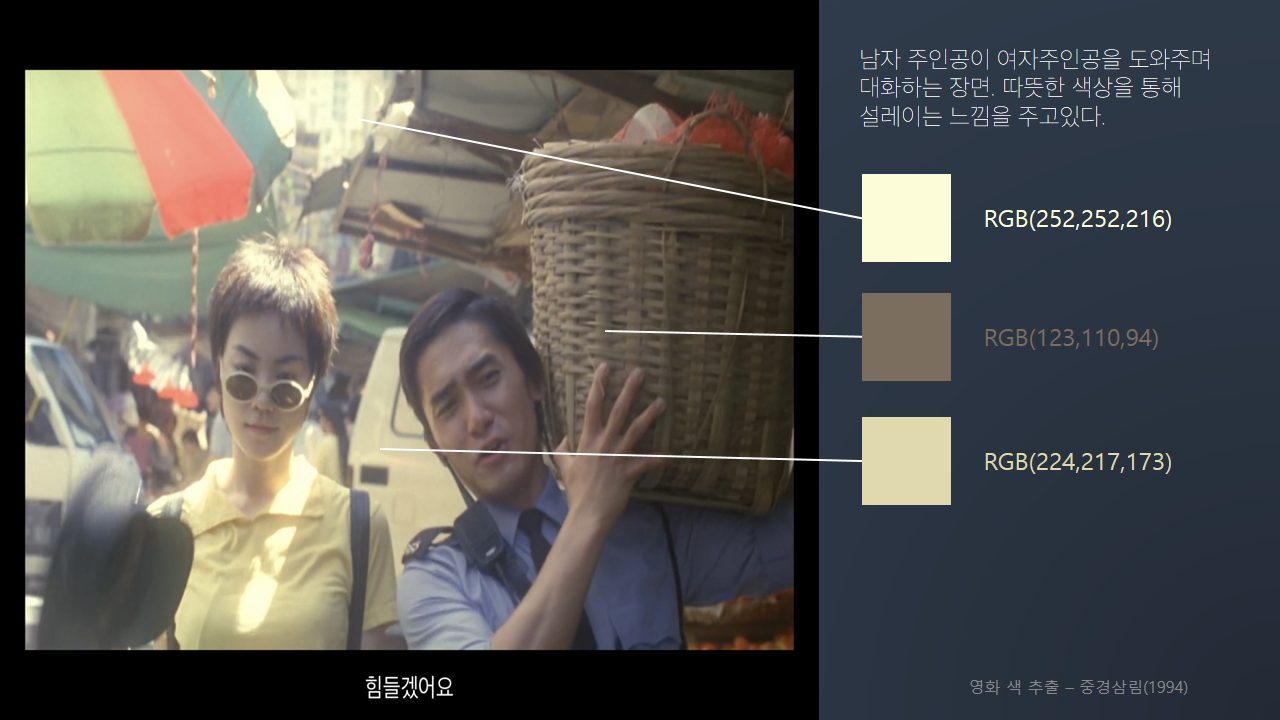 남자 주인공이 여자주인공을 도와주며
대화하는 장면. 따뜻한 색상을 통해
설레이는 느낌을 주고있다.
RGB(252,252,216)
RGB(123,110,94)
RGB(224,217,173)
힘들겠어요
영화 색 추출 – 중경삼림(1994)